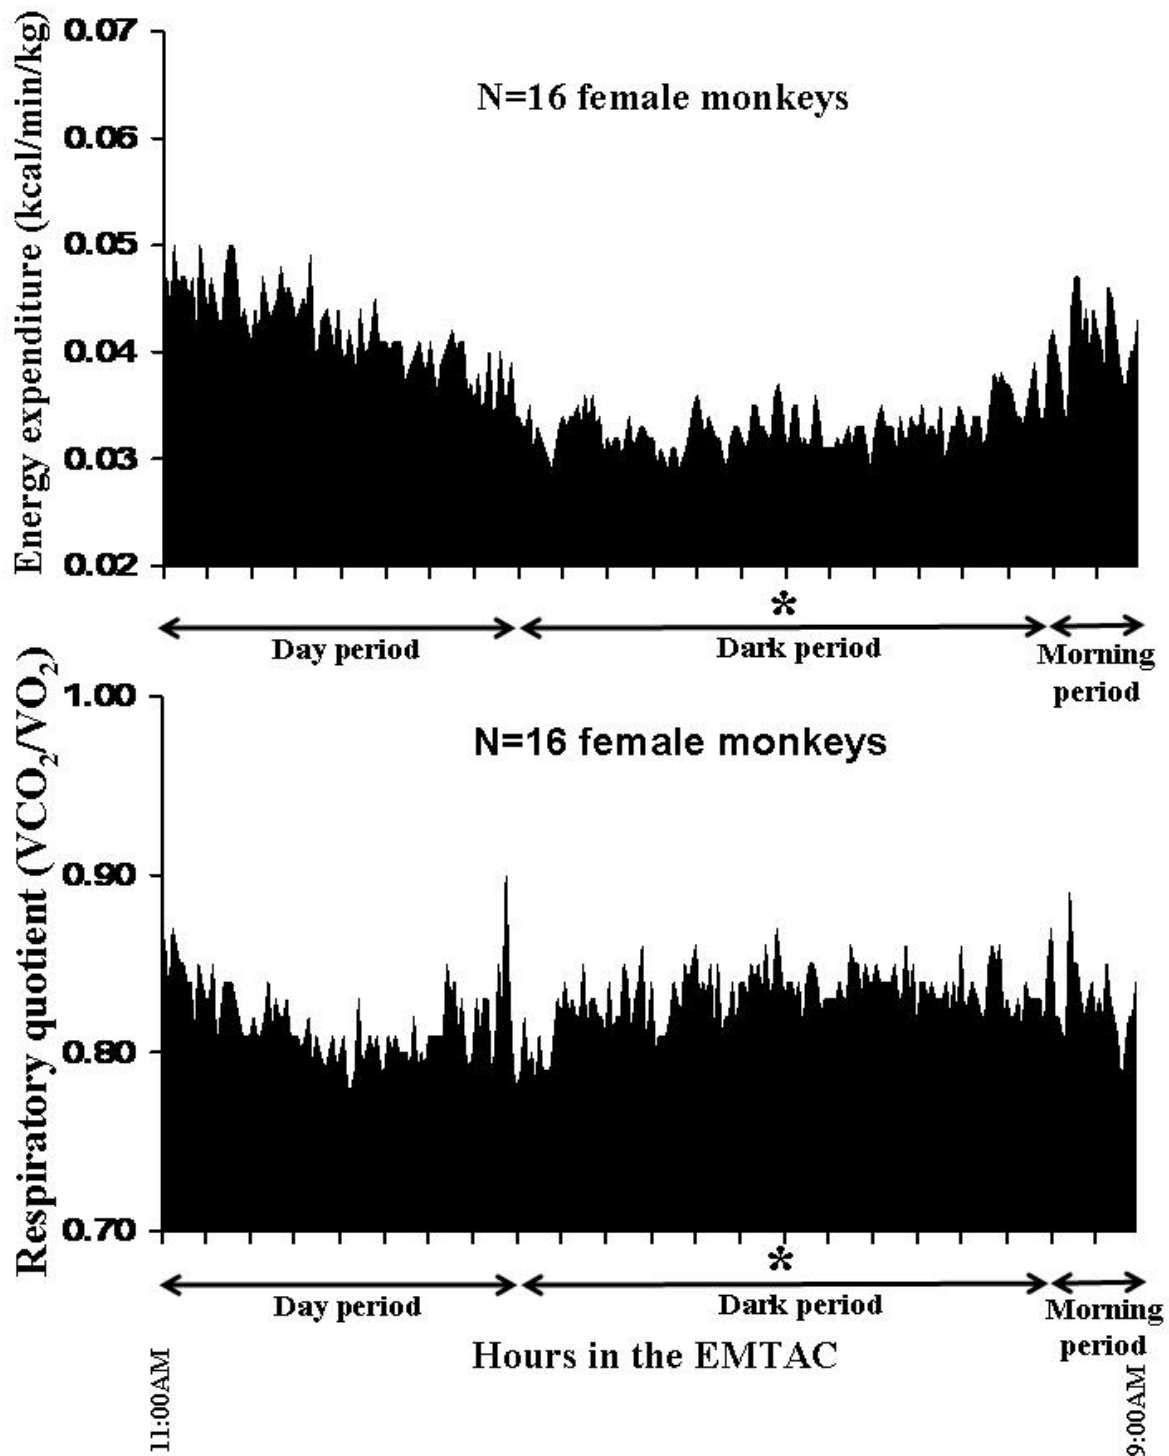 Energy expenditure (kcal/min/kg)
0.07
N=16 female monkeys
0.06
0.05
0.04
0.03
0.02
*
Day period
Dark period
Morning
period
Respiratory quotient (VCO₂/VO₂)
1.00
N=16 female monkeys
0.90
0.80
0.70
*
Day period
Dark period
Morning
period
Hours in the EMTAC
11:00AM
9:00AM